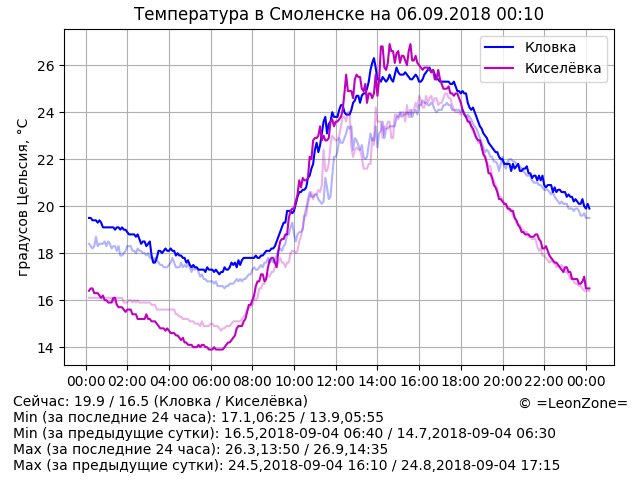 Температура в Смоленске на 06.09.2018 00:10
Кловка
Киселёвка
градусов Цельсия, °C
26
24
22
20
18
16
14
00:00 02:00 04:00 06:00 08:00 10:00 12:00 14:00 16:00 18:00 20:00 22:00 00:00
Сейчас: 19.9 / 16.5 (Кловка / Киселёвка)
© =LeonZone=
Min (за последние 24 часа): 17.1,06:25 / 13.9,05:55
Min (за предыдущие сутки): 16.5,2018-09-04 06:40 / 14.7,2018-09-04 06:30
Max (за последние 24 часа): 26.3,13:50 / 26.9,14:35
Max (за предыдущие сутки): 24.5,2018-09-04 16:10 / 24.8,2018-09-04 17:15